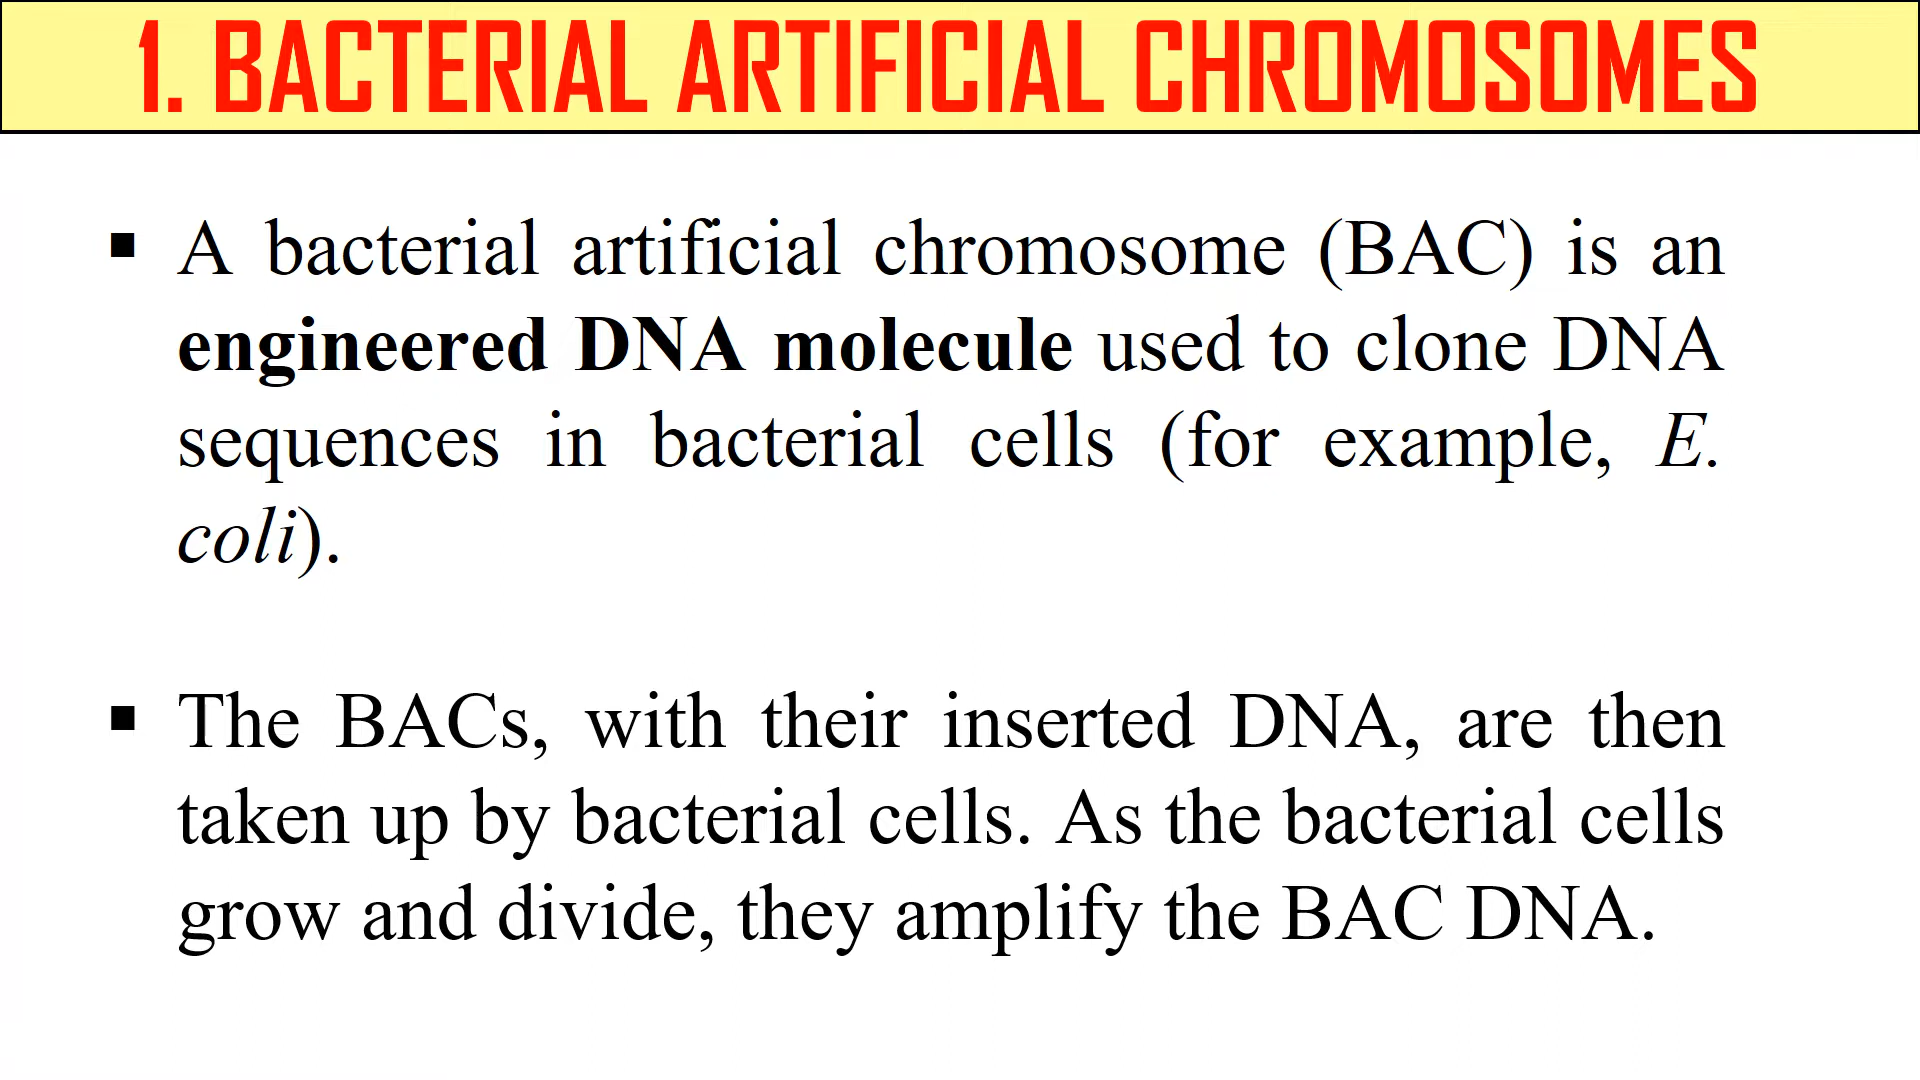 1. BACTERIAL ARTIFICIAL CHROMOSOMES
▪ A bacterial artificial chromosome (BAC) is an
engineered DNA molecule used to clone DNA
sequences in bacterial cells (for example, E.
coli).
▪ The BACs, with their inserted DNA, are then
taken up by bacterial cells. As the bacterial cells
grow and divide, they amplify the BAC DNA.